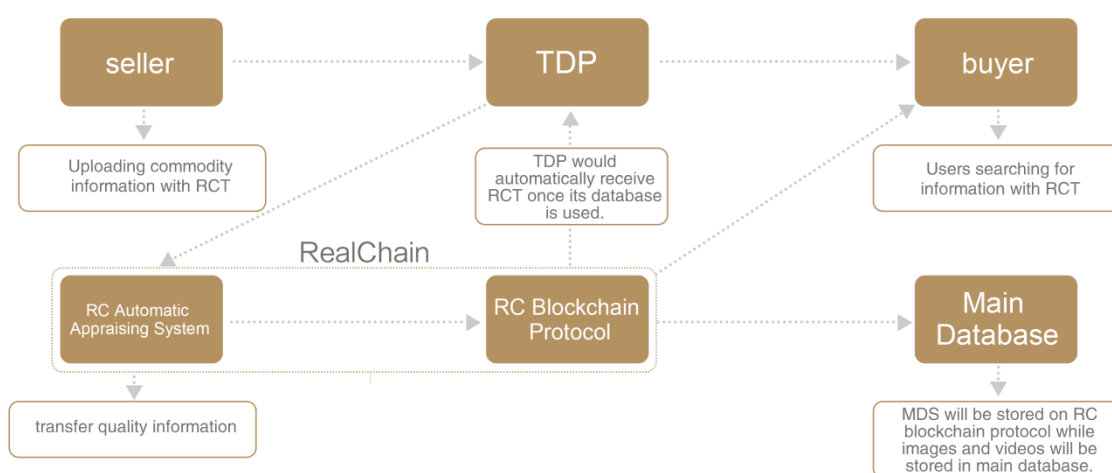 seller
TDP
buyer
Uploading commodity
information with RCT
TDP would
automatically receive
RCT once its database
is used.
Users searching for
information with RCT
RealChain
RC Automatic
Appraising System
RC Blockchain
Protocol
Main
Database
transfer quality information
MDS will be stored on RC
blockchain protocol while
images and videos will be
stored in main database.